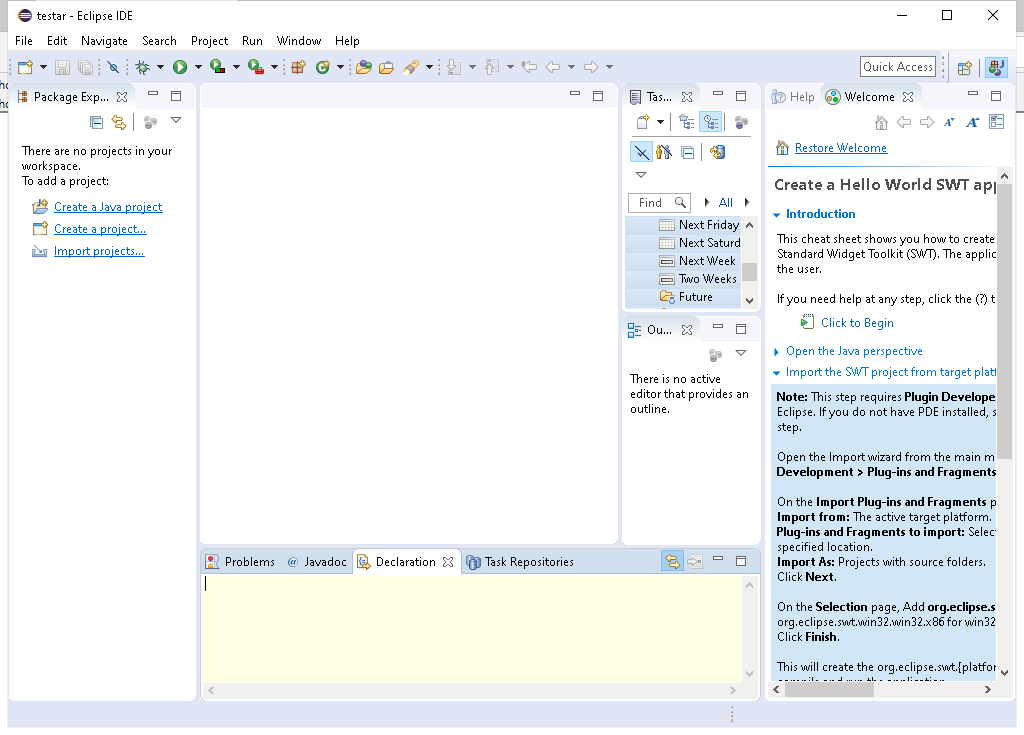 testar - Eclipse IDE
File Edit Navigate Search Project Run Window Help
Quick Access
Package Exp...
There are no projects in your
workspace.
To add a project:
Create a Java project
Create a project...
Import projects...
Tas...
Find
All
Next Friday
Next Saturd
Next Week
Two Weeks
Future
Ou...
There is no active
editor that provides an
outline.
Problems
@ Javadoc
Declaration
Task Repositories
Help
Welcome
Restore Welcome
Create a Hello World SWT app
Introduction
This cheat sheet shows you how to create
Standard Widget Toolkit (SWT). The applic
the user.
If you need help at any step, click the (?) t
Click to Begin
Open the Java perspective
Import the SWT project from target platf
Note: This step requires Plugin Develope
Eclipse. If you do not have PDE installed, s
step.
Open the Import wizard from the main m
Development > Plug-ins and Fragments
On the Import Plug-ins and Fragments p
Import from: The active target platform.
Plug-ins and Fragments to import: Selec
specified location.
Import As: Projects with source folders.
Click Next.
On the Selection page, Add org.eclipse.s
org.eclipse.swt.win32.win32.x86 for win32
Click Finish.
This will create the org.eclipse.swt.{platfor
compile and run the application